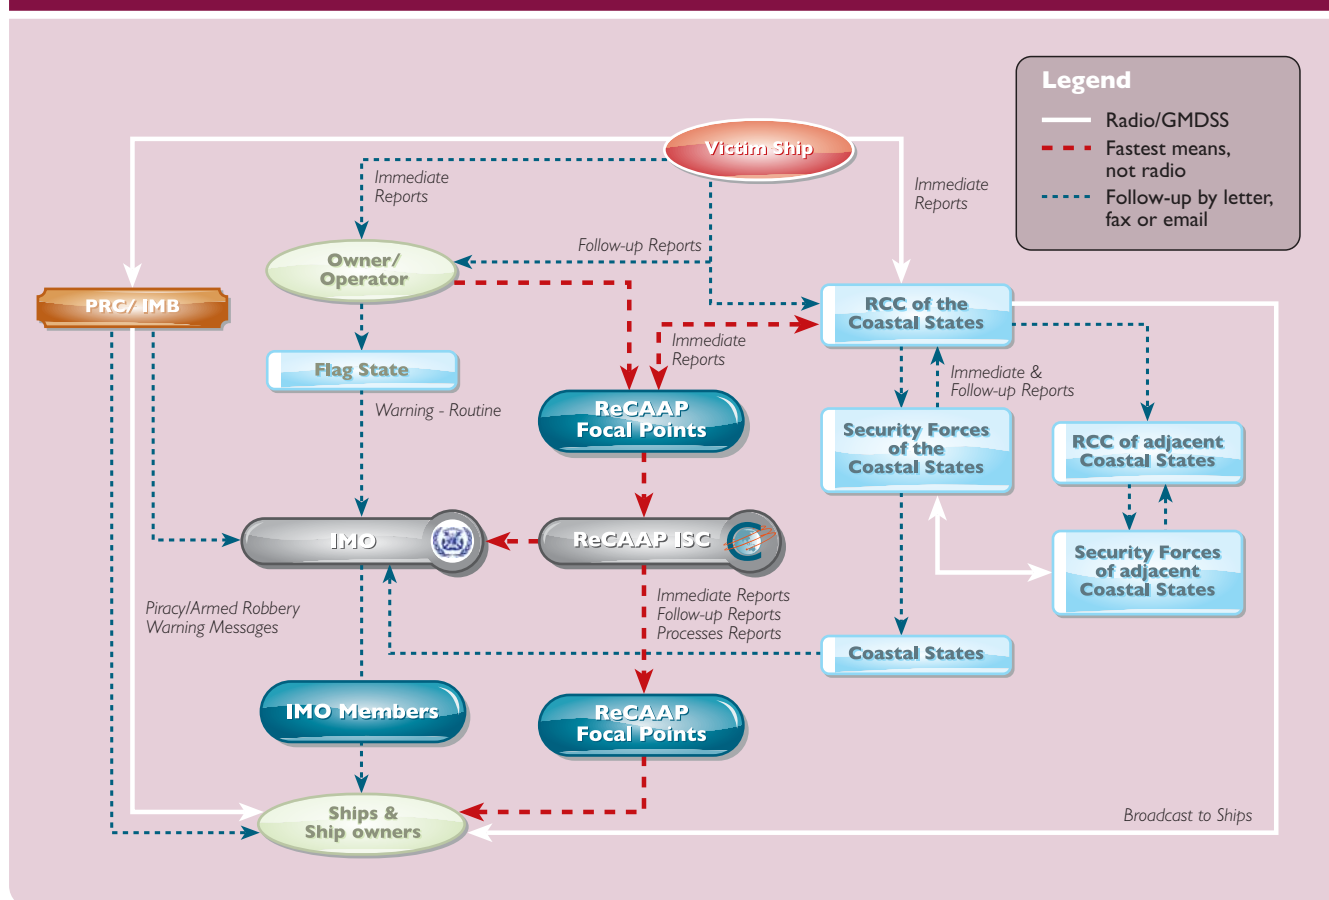 Legend
Radio/GMDSS
Fastest means,
not radio
Follow-up by letter,
fax or email
Victim Ship
Immediate
Reports
Immediate
Reports
Follow-up Reports
Owner/
Operator
PRC/ IMB
RCC of the
Coastal States
Immediate
Reports
Flag State
Immediate &
Follow-up Reports
Warning - Routine
ReCAAP
Focal Points
Security Forces
of the
Coastal States
RCC of adjacent
Coastal States
IMO
ReCAAP ISC
Security Forces
of adjacent
Coastal States
Piracy/Armed Robbery
Warning Messages
Immediate Reports
Follow-up Reports
Processes Reports
Coastal States
IMO Members
ReCAAP
Focal Points
Ships &
Ship owners
Broadcast to Ships